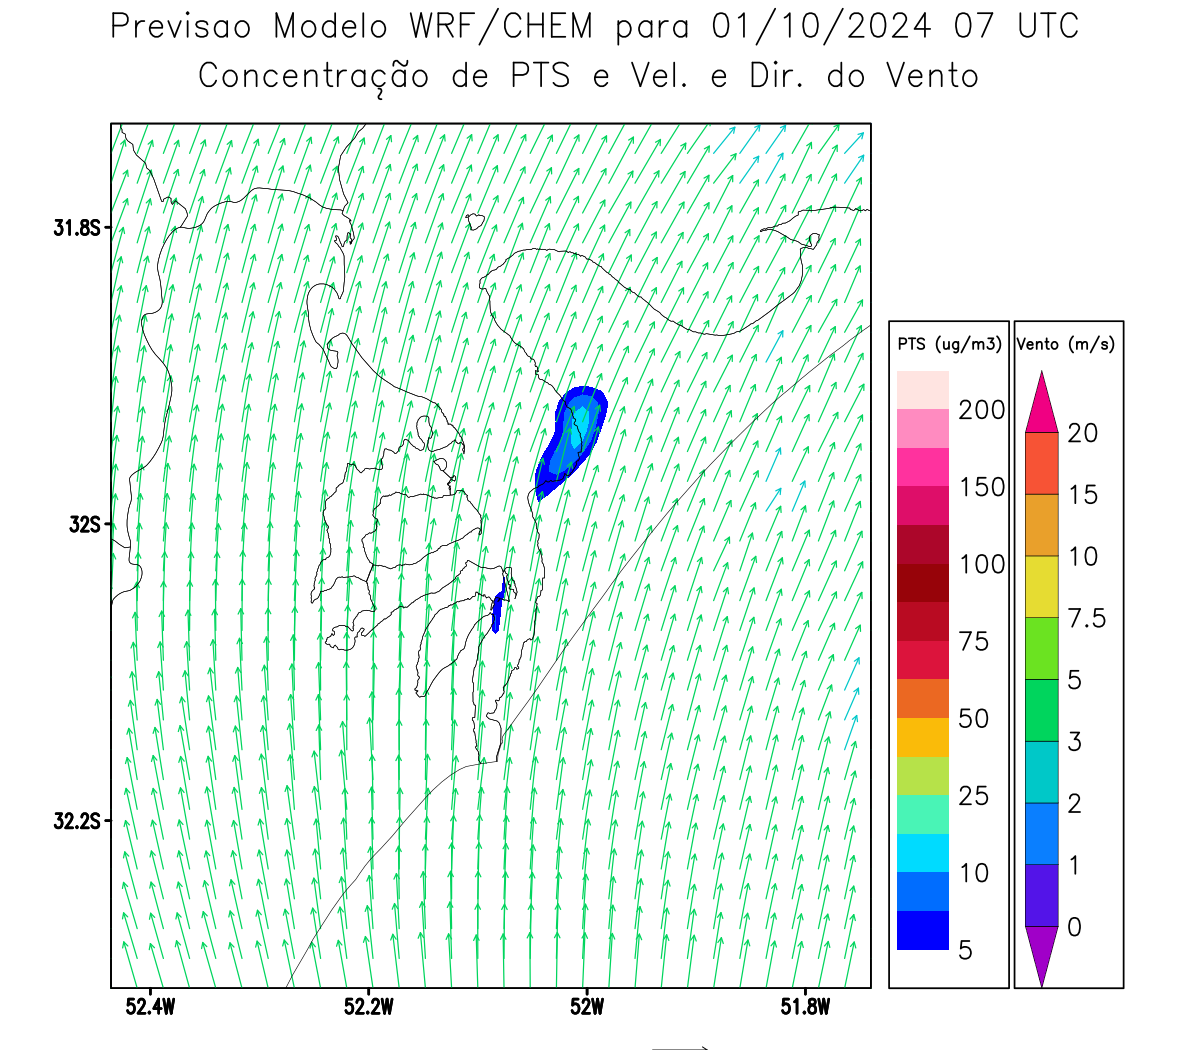 Previsao Modelo WRF/CHEM para 01/10/2024 07 UTC
Concentração de PTS e Vel. e Dir. do Vento
31.8S
32S
32.2S
52.4W 52.2W 52W 51.8W
PTS (ug/m3)
200
150
100
75
50
25
10
5
Vento (m/s)
20
15
10
7.5
5
3
2
1
0